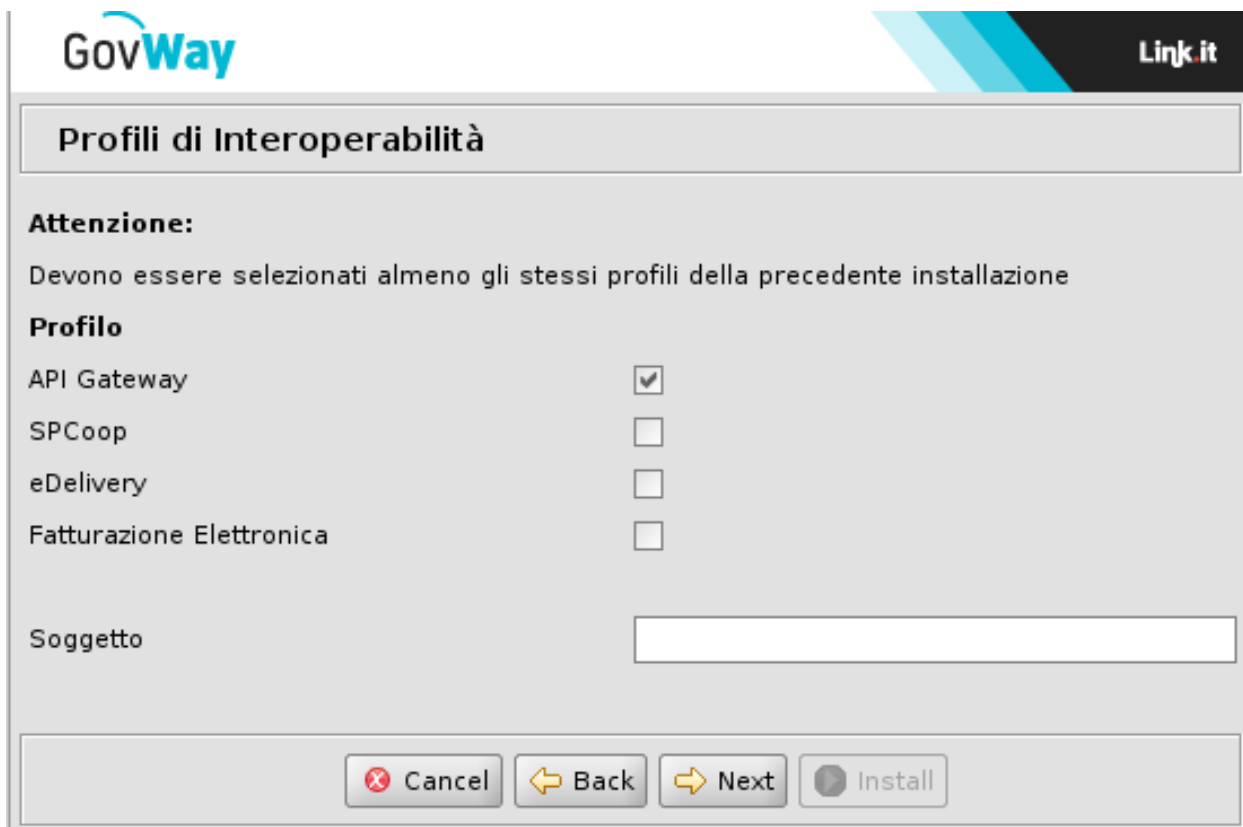 GovWay
Link.it
Profili di Interoperabilità
Attenzione:
Devono essere selezionati almeno gli stessi profili della precedente installazione
Profilo
API Gateway
SPCoop
eDelivery
Fatturazione Elettronica
Soggetto
Cancel Back Next Install